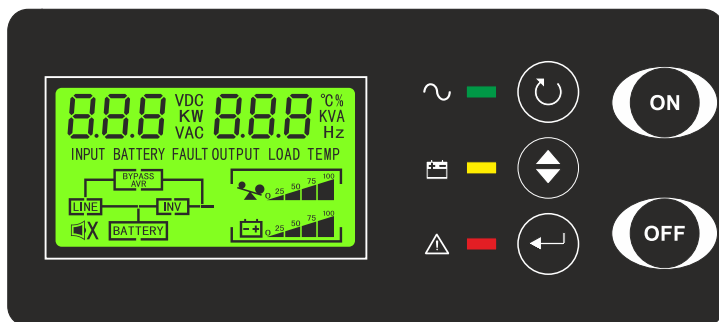 8.8.8 VDC KW VAC 8.8.8 °C% KVA Hz
INPUT BATTERY FAULT OUTPUT LOAD TEMP
BYPASS
AVR
LINE INV
BATTERY
0 25 50 75 100
0 25 50 75 100
ON
OFF